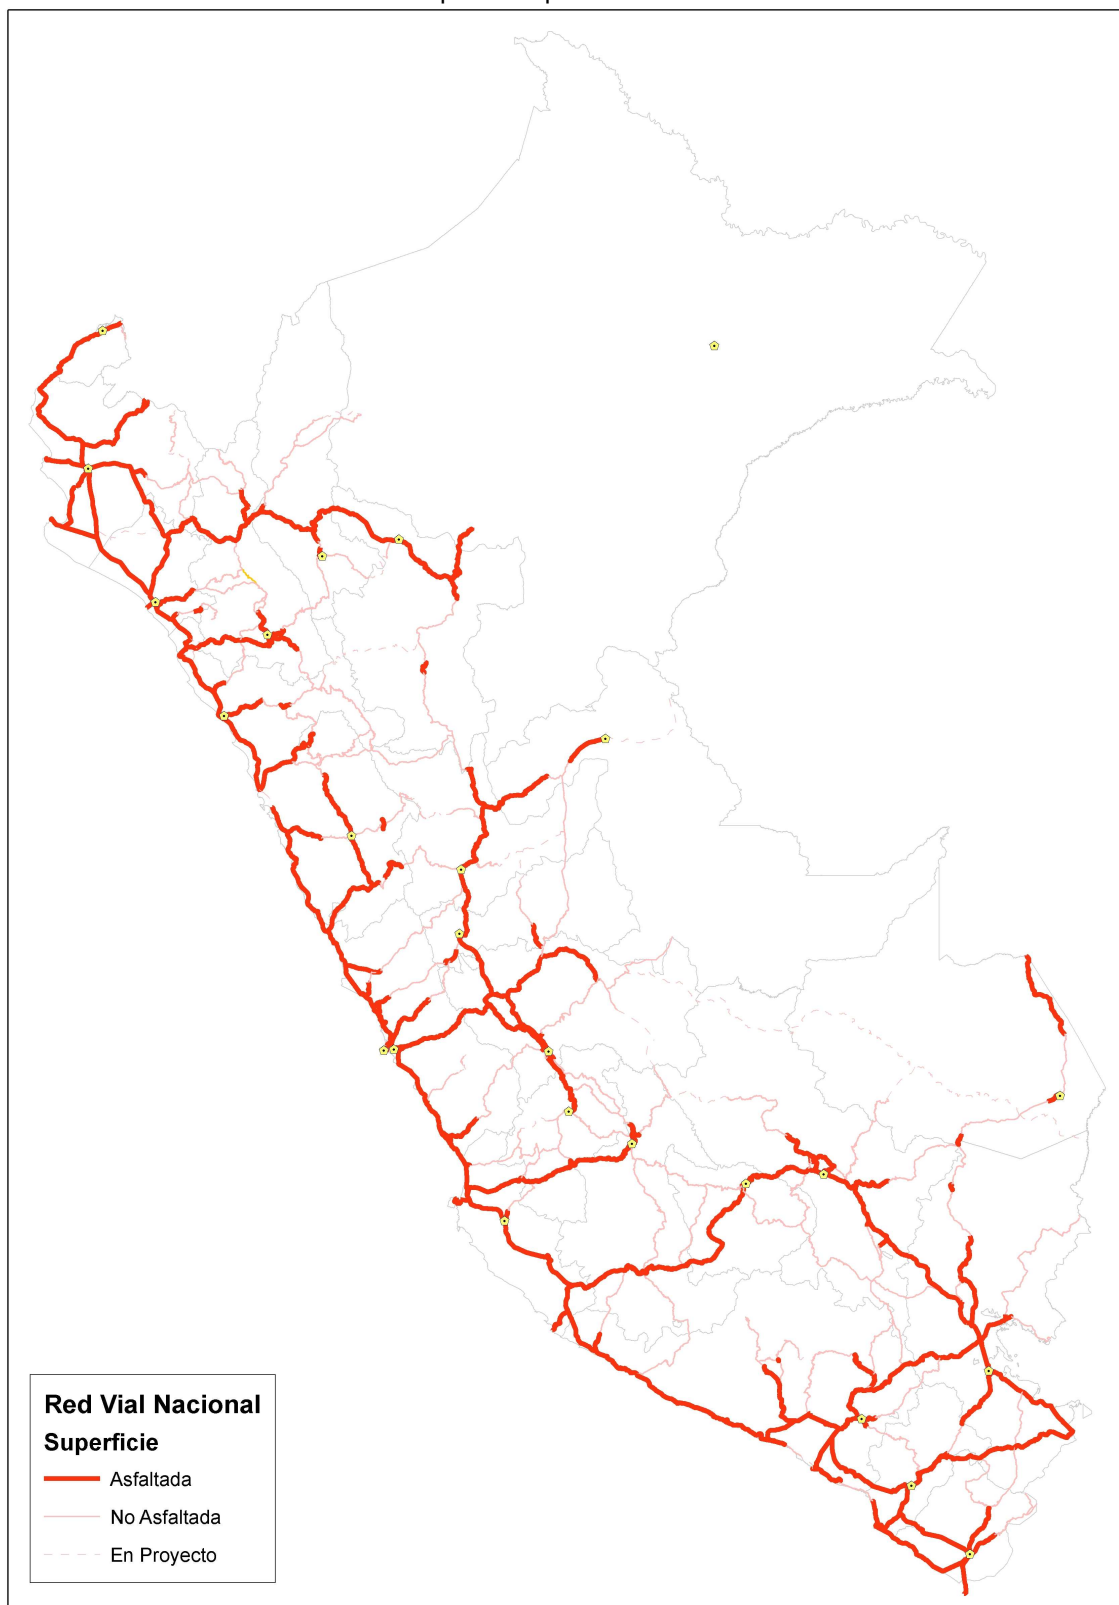 Red Vial Nacional
Superficie
Asfaltada
No Asfaltada
En Proyecto